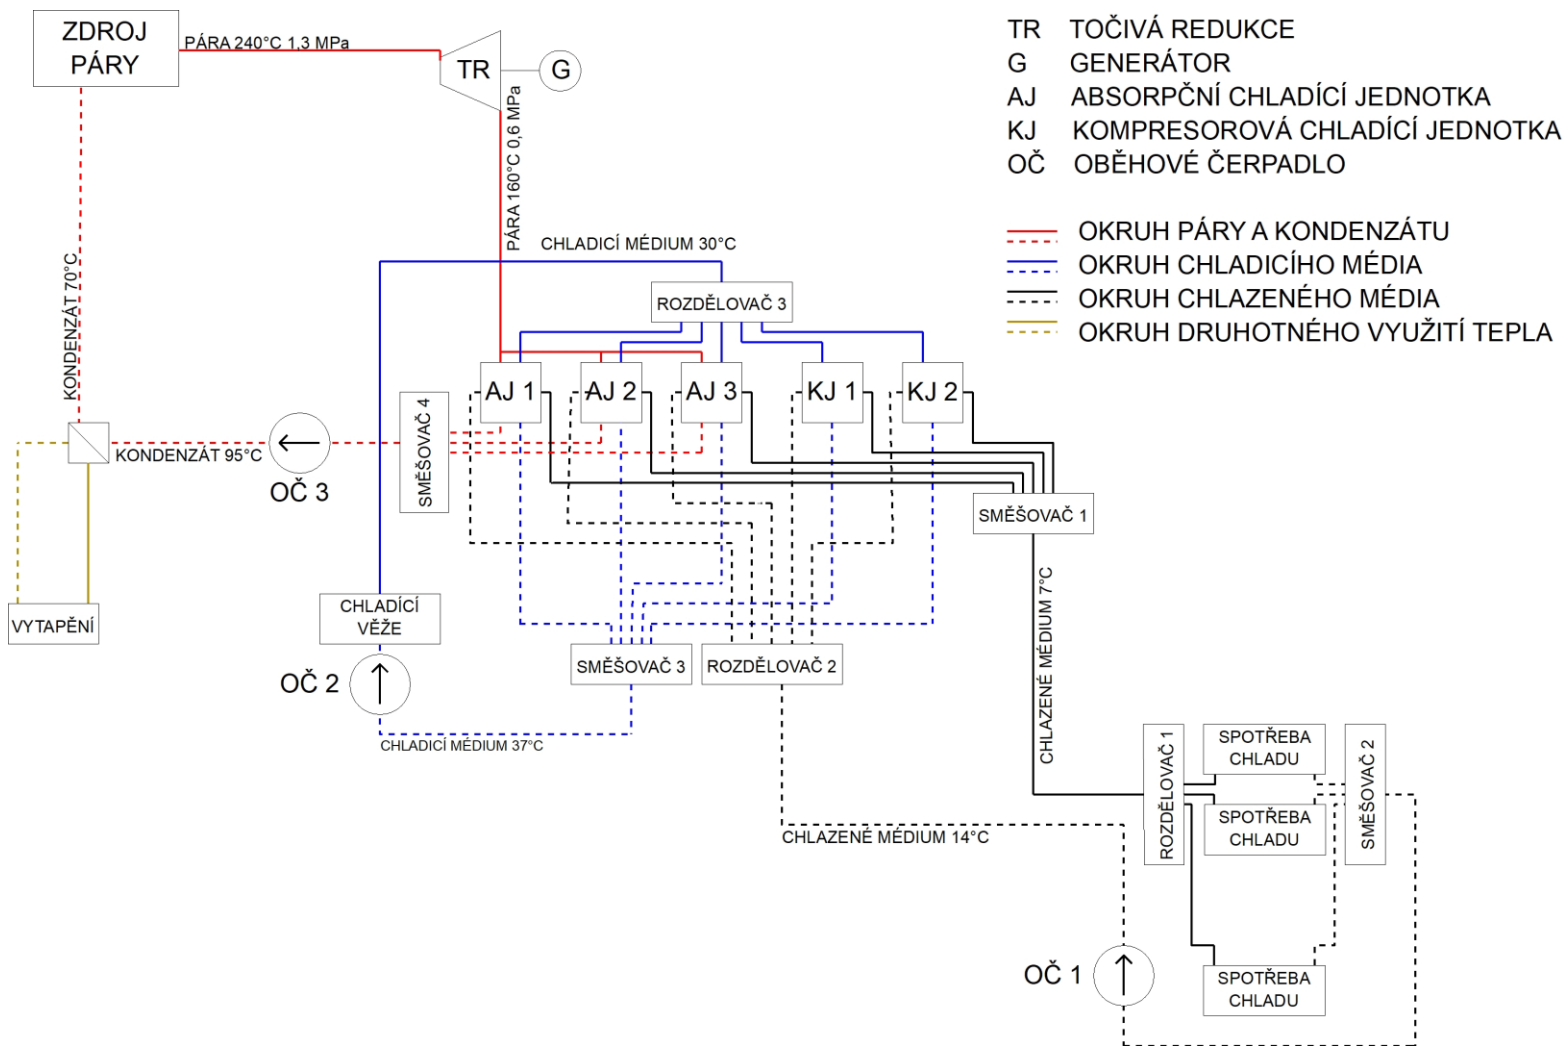 ZDROJ
PÁRY
PÁRA 240°C 1,3 MPa
TR
G
PÁRA 160°C 0,6 MPa
TR TOČIVÁ REDUKCE
G GENERÁTOR
AJ ABSORPČNÍ CHLADÍCÍ JEDNOTKA
KJ KOMPRESOROVÁ CHLADÍCÍ JEDNOTKA
OČ OBĚHOVÉ ČERPADLO
OKRUH PÁRY A KONDENZÁTU
OKRUH CHLADICÍHO MÉDIA
OKRUH CHLAZENÉHO MÉDIA
OKRUH DRUHOTNÉHO VYUŽITÍ TEPLA
CHLADICÍ MÉDIUM 30°C
ROZDĚLOVAČ 3
KONDENZÁT 70°C
AJ 1
AJ 2
AJ 3
KJ 1
KJ 2
SMĚŠOVAČ 4
KONDENZÁT 95°C
OČ 3
SMĚŠOVAČ 1
VYTAPĚNÍ
CHLADÍCÍ
VĚŽE
OČ 2
SMĚŠOVAČ 3
ROZDĚLOVAČ 2
CHLADICÍ MÉDIUM 37°C
CHLAZENÉ MÉDIUM 7°C
CHLAZENÉ MÉDIUM 14°C
ROZDĚLOVAČ 1
SPOTŘEBA
CHLADU
SPOTŘEBA
CHLADU
SMĚŠOVAČ 2
OČ 1
SPOTŘEBA
CHLADU